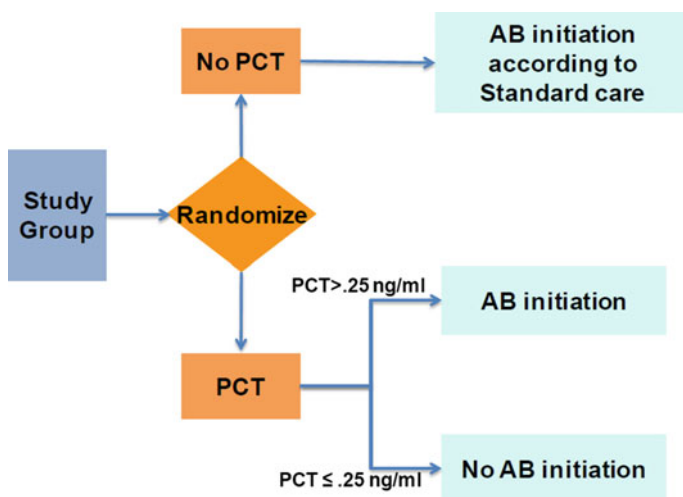 No PCT
AB initiation
according to
Standard care
Study
Group
Randomize
PCT>.25 ng/ml
AB initiation
PCT
PCT ≤ .25 ng/ml
No AB initiation